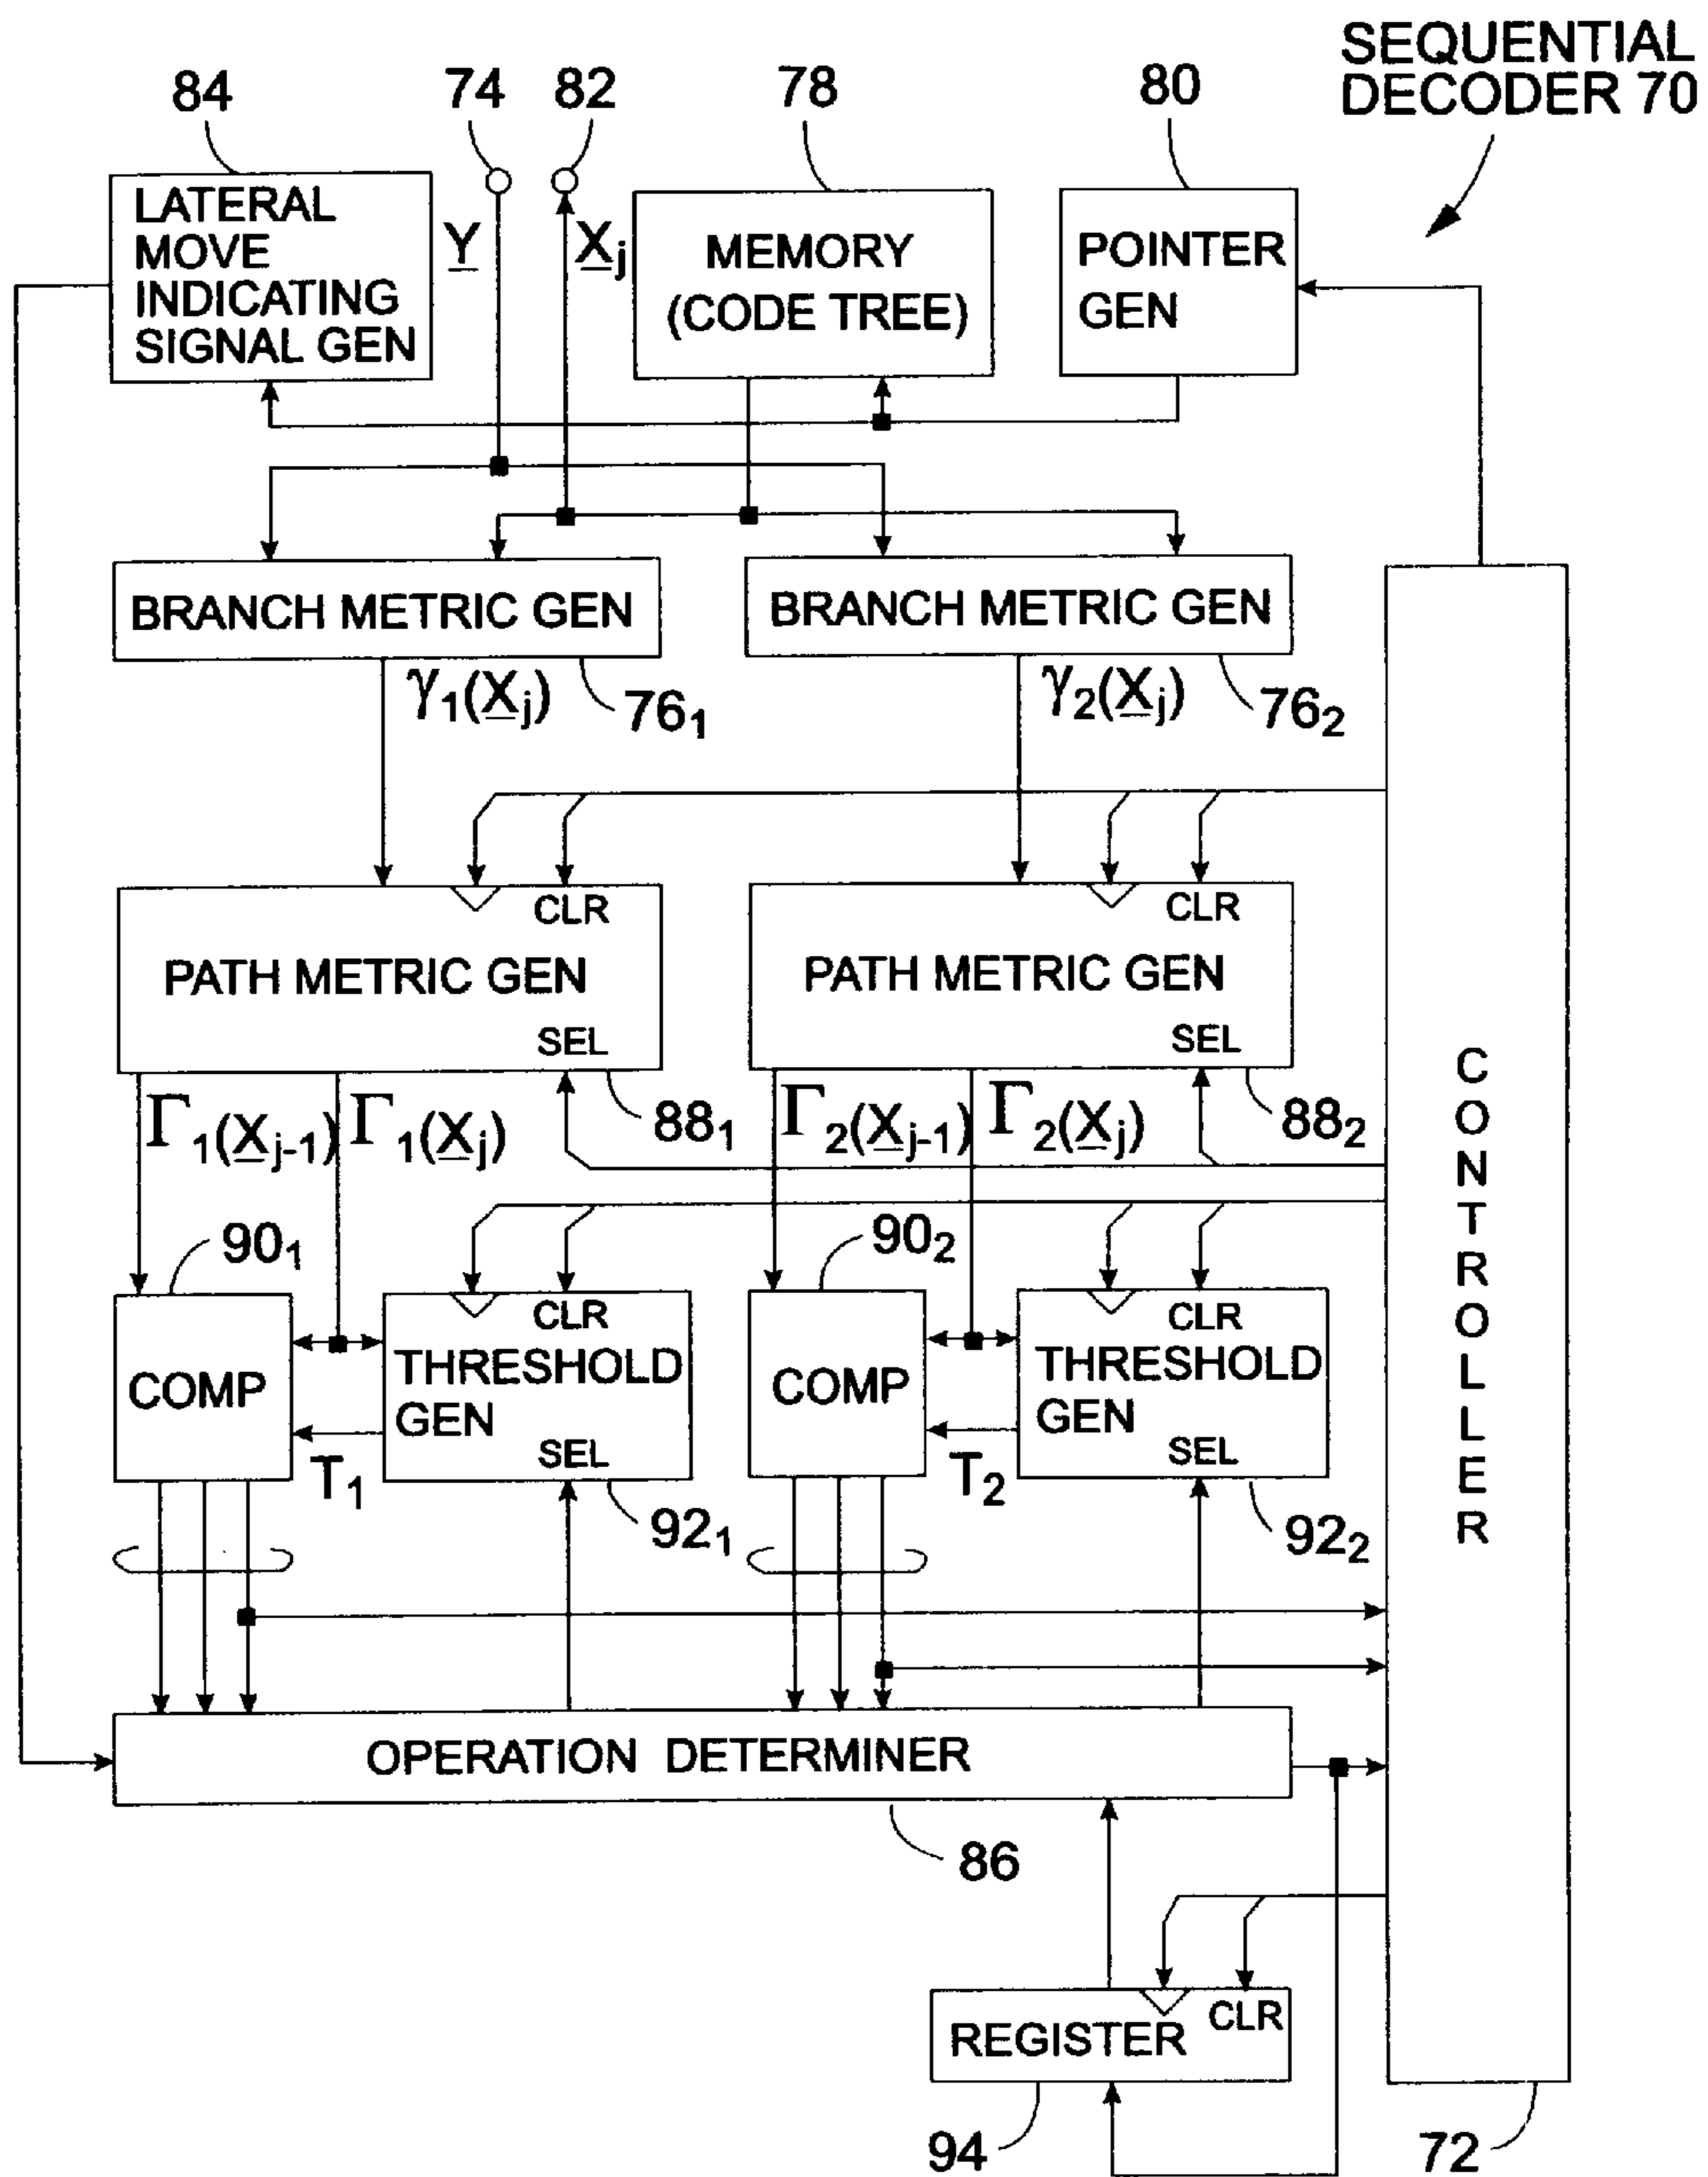 SEQUENTIAL
DECODER 70
84
74
82
78
80
LATERAL
MOVE
INDICATING
SIGNAL GEN
Y
Xj
MEMORY
(CODE TREE)
POINTER
GEN
BRANCH METRIC GEN
BRANCH METRIC GEN
γ1(Xj)
761
γ2(Xj)
762
CLR
PATH METRIC GEN
SEL
CLR
PATH METRIC GEN
SEL
Γ1(Xj-1)
Γ1(Xj)
881
Γ2(Xj-1)
Γ2(Xj)
882
CONTROLLER
901
902
COMP
CLR
THRESHOLD
GEN
SEL
COMP
CLR
THRESHOLD
GEN
SEL
T1
921
T2
922
OPERATION DETERMINER
86
CLR
REGISTER
94
72